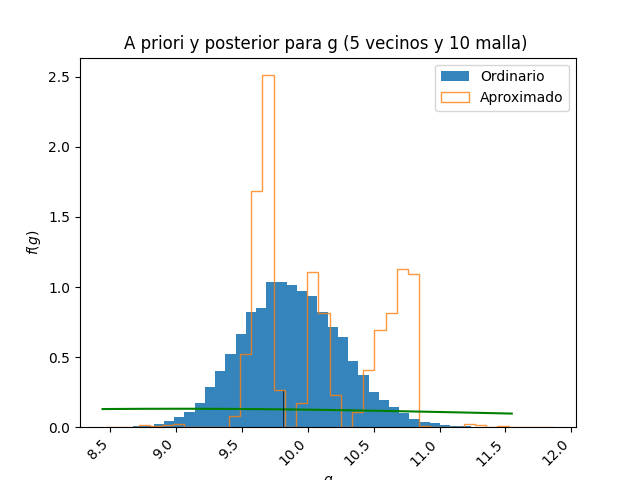 A priori y posterior para g (5 vecinos y 10 malla)
Ordinario
Aproximado
f(g)
2.5
2.0
1.5
1.0
0.5
0.0
8.5 9.0 9.5 10.0 10.5 11.0 11.5 12.0
g